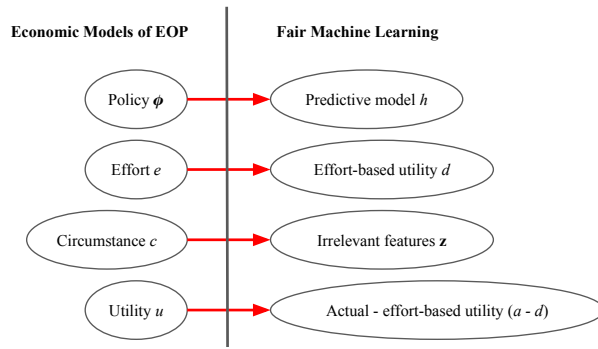 Economic Models of EOP Fair Machine Learning
Policy ϕ Predictive model h
Effort e Effort-based utility d
Circumstance c Irrelevant features z
Utility u Actual - effort-based utility (a - d)